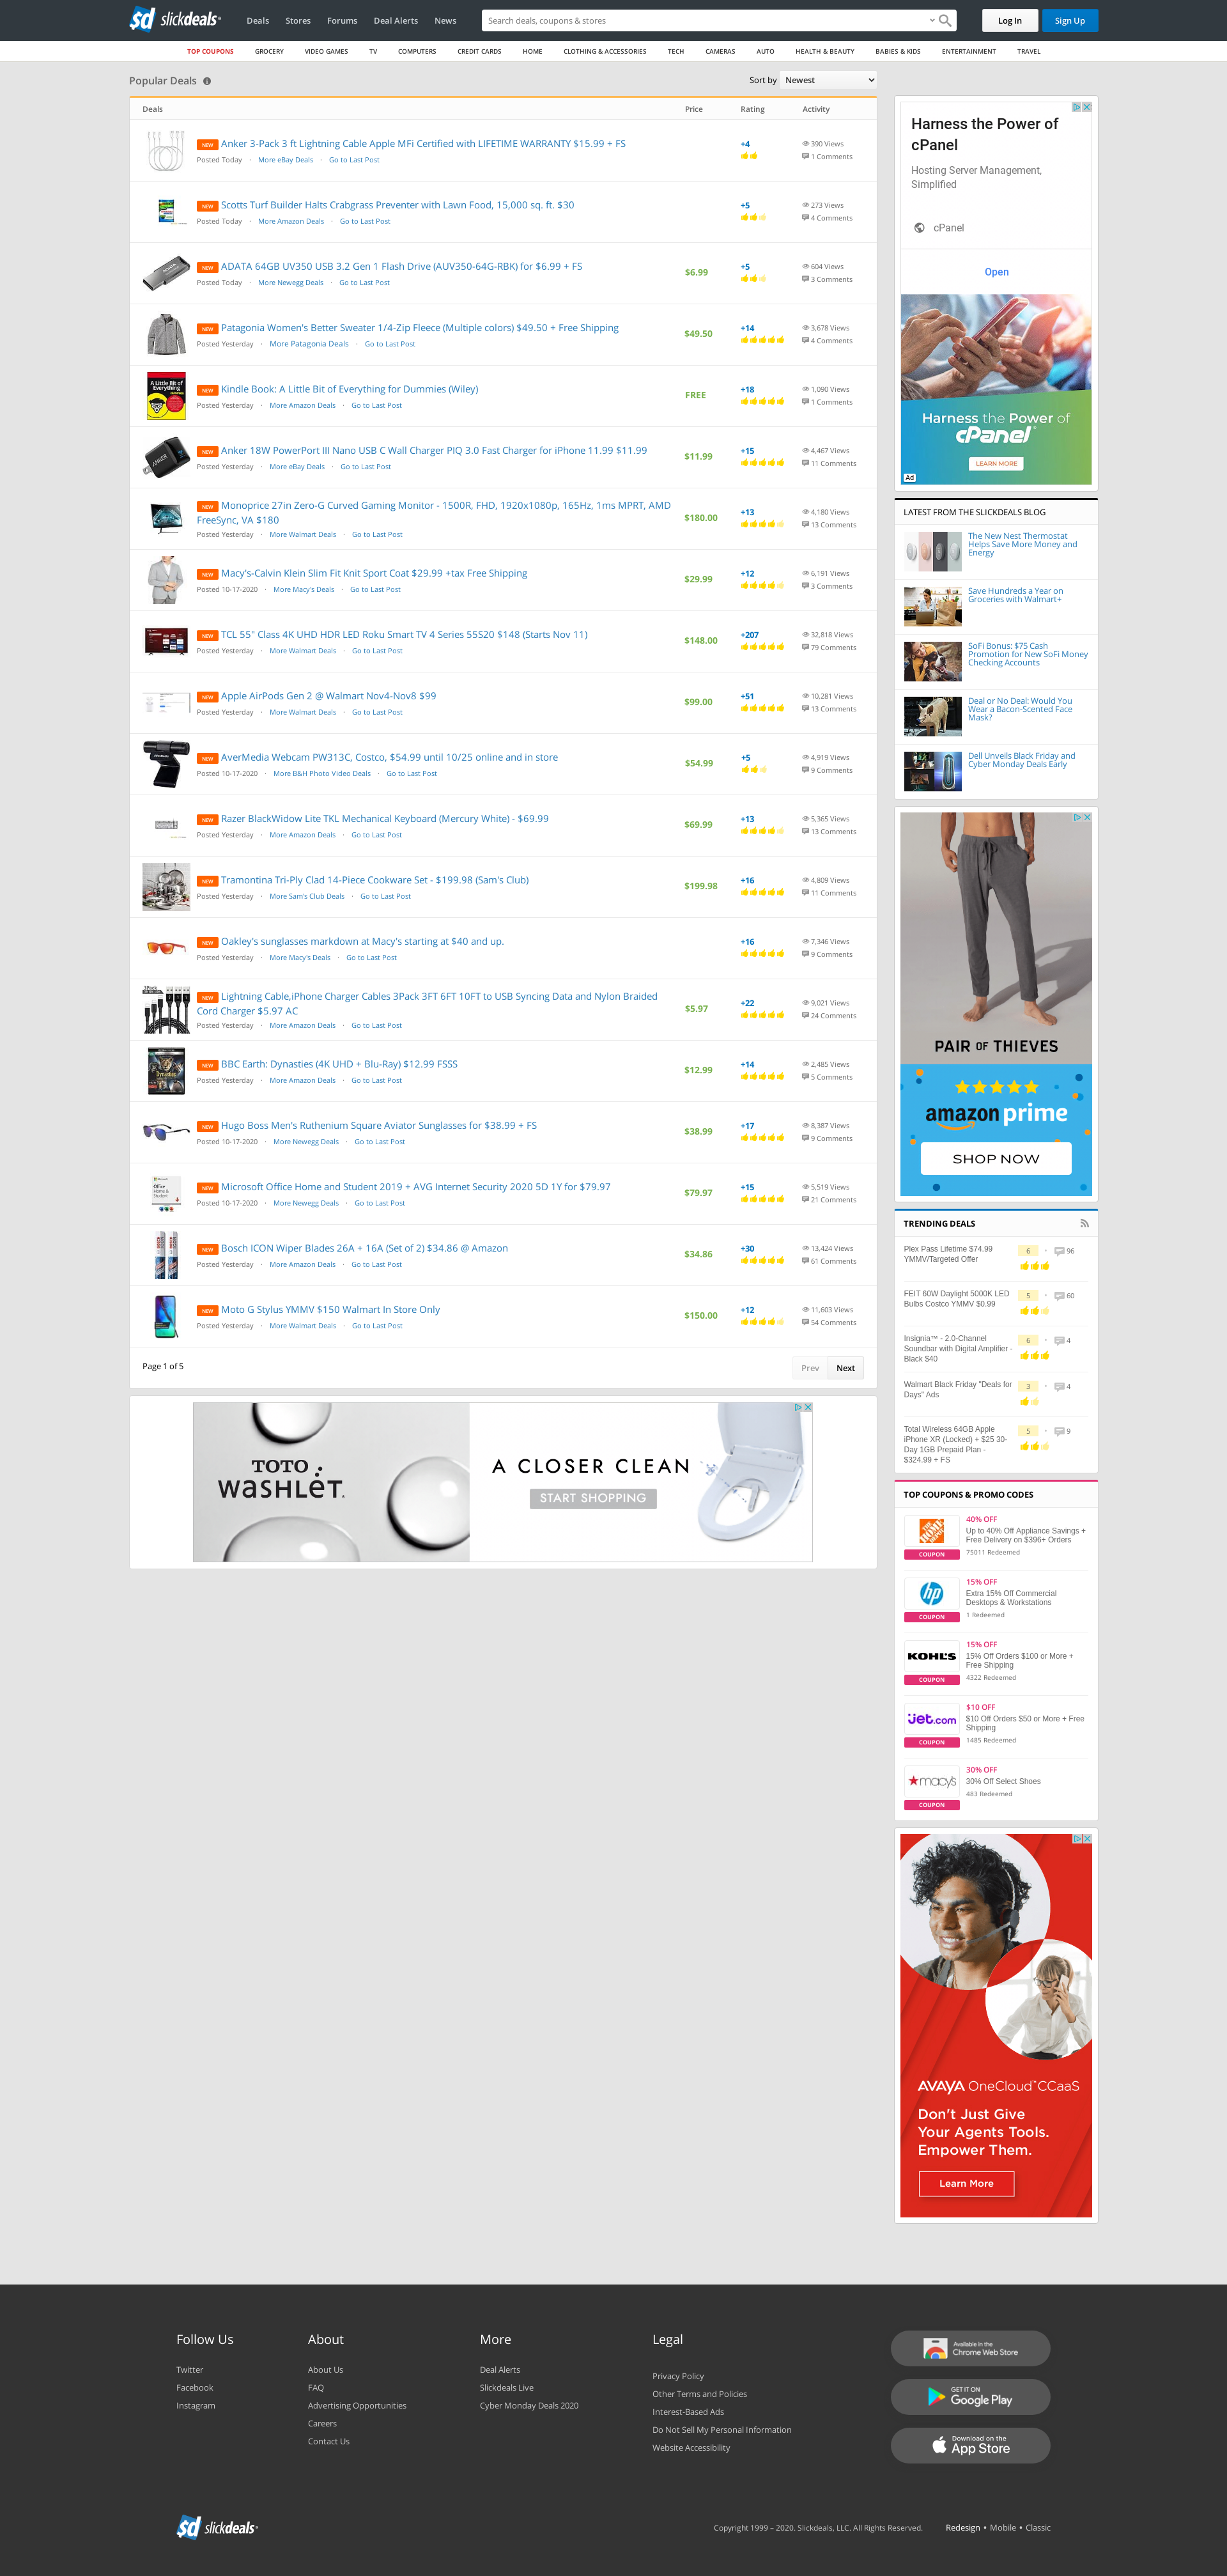 sd slickdeals
Deals Stores Forums Deal Alerts News
Search deals, coupons & stores
Log In
Sign Up
TOP COUPONS GROCERY VIDEO GAMES TV COMPUTERS CREDIT CARDS HOME CLOTHING & ACCESSORIES TECH CAMERAS AUTO HEALTH & BEAUTY BABIES & KIDS ENTERTAINMENT TRAVEL
Popular Deals
Sort by Newest
Deals Price Rating Activity
NEW Anker 3-Pack 3 ft Lightning Cable Apple MFi Certified with LIFETIME WARRANTY $15.99 + FS
Posted Today · More eBay Deals · Go to Last Post
+4
390 Views
1 Comments
NEW Scotts Turf Builder Halts Crabgrass Preventer with Lawn Food, 15,000 sq. ft. $30
Posted Today · More Amazon Deals · Go to Last Post
+5
273 Views
4 Comments
NEW ADATA 64GB UV350 USB 3.2 Gen 1 Flash Drive (AUV350-64G-RBK) for $6.99 + FS
Posted Today · More Newegg Deals · Go to Last Post
$6.99
+5
604 Views
3 Comments
NEW Patagonia Women's Better Sweater 1/4-Zip Fleece (Multiple colors) $49.50 + Free Shipping
Posted Yesterday · More Patagonia Deals · Go to Last Post
$49.50
+14
3,678 Views
4 Comments
NEW Kindle Book: A Little Bit of Everything for Dummies (Wiley)
Posted Yesterday · More Amazon Deals · Go to Last Post
FREE
+18
1,090 Views
1 Comments
NEW Anker 18W PowerPort III Nano USB C Wall Charger PIQ 3.0 Fast Charger for iPhone 11.99 $11.99
Posted Yesterday · More eBay Deals · Go to Last Post
$11.99
+15
4,467 Views
11 Comments
NEW Monoprice 27in Zero-G Curved Gaming Monitor - 1500R, FHD, 1920x1080p, 165Hz, 1ms MPRT, AMD
FreeSync, VA $180
Posted Yesterday · More Walmart Deals · Go to Last Post
$180.00
+13
4,180 Views
13 Comments
NEW Macy's-Calvin Klein Slim Fit Knit Sport Coat $29.99 +tax Free Shipping
Posted 10-17-2020 · More Macy's Deals · Go to Last Post
$29.99
+12
6,191 Views
3 Comments
NEW TCL 55" Class 4K UHD HDR LED Roku Smart TV 4 Series 55S20 $148 (Starts Nov 11)
Posted Yesterday · More Walmart Deals · Go to Last Post
$148.00
+207
32,818 Views
79 Comments
NEW Apple AirPods Gen 2 @ Walmart Nov4-Nov8 $99
Posted Yesterday · More Walmart Deals · Go to Last Post
$99.00
+51
10,281 Views
13 Comments
NEW AverMedia Webcam PW313C, Costco, $54.99 until 10/25 online and in store
Posted 10-17-2020 · More B&H Photo Video Deals · Go to Last Post
$54.99
+5
4,919 Views
9 Comments
NEW Razer BlackWidow Lite TKL Mechanical Keyboard (Mercury White) - $69.99
Posted Yesterday · More Amazon Deals · Go to Last Post
$69.99
+13
5,365 Views
13 Comments
NEW Tramontina Tri-Ply Clad 14-Piece Cookware Set - $199.98 (Sam's Club)
Posted Yesterday · More Sam's Club Deals · Go to Last Post
$199.98
+16
4,809 Views
11 Comments
NEW Oakley's sunglasses markdown at Macy's starting at $40 and up.
Posted Yesterday · More Macy's Deals · Go to Last Post
+16
7,346 Views
9 Comments
NEW Lightning Cable,iPhone Charger Cables 3Pack 3FT 6FT 10FT to USB Syncing Data and Nylon Braided
Cord Charger $5.97 AC
Posted Yesterday · More Amazon Deals · Go to Last Post
$5.97
+22
9,021 Views
24 Comments
NEW BBC Earth: Dynasties (4K UHD + Blu-Ray) $12.99 FSSS
Posted Yesterday · More Amazon Deals · Go to Last Post
$12.99
+14
2,485 Views
5 Comments
NEW Hugo Boss Men's Ruthenium Square Aviator Sunglasses for $38.99 + FS
Posted 10-17-2020 · More Newegg Deals · Go to Last Post
$38.99
+17
8,387 Views
9 Comments
NEW Microsoft Office Home and Student 2019 + AVG Internet Security 2020 5D 1Y for $79.97
Posted 10-17-2020 · More Newegg Deals · Go to Last Post
$79.97
+15
5,519 Views
21 Comments
NEW Bosch ICON Wiper Blades 26A + 16A (Set of 2) $34.86 @ Amazon
Posted Yesterday · More Amazon Deals · Go to Last Post
$34.86
+30
13,424 Views
61 Comments
NEW Moto G Stylus YMMV $150 Walmart In Store Only
Posted Yesterday · More Walmart Deals · Go to Last Post
$150.00
+12
11,603 Views
54 Comments
Page 1 of 5
Prev Next
TOTO
WASHLET.
A CLOSER CLEAN
START SHOPPING
Harness the Power of
cPanel
Hosting Server Management,
Simplified
cPanel
Open
Harness the Power of
cPanel
LEARN MORE
Ad
LATEST FROM THE SLICKDEALS BLOG
The New Nest Thermostat
Helps Save More Money and
Energy
Save Hundreds a Year on
Groceries with Walmart+
SoFi Bonus: $75 Cash
Promotion for New SoFi Money
Checking Accounts
Deal or No Deal: Would You
Wear a Bacon-Scented Face
Mask?
Dell Unveils Black Friday and
Cyber Monday Deals Early
PAIR OF THIEVES
amazon prime
SHOP NOW
TRENDING DEALS
Plex Pass Lifetime $74.99
YMMV/Targeted Offer
6 · 96
FEIT 60W Daylight 5000K LED
Bulbs Costco YMMV $0.99
5 · 60
Insignia™ - 2.0-Channel
Soundbar with Digital Amplifier -
Black $40
6 · 4
Walmart Black Friday "Deals for
Days" Ads
3 · 4
Total Wireless 64GB Apple
iPhone XR (Locked) + $25 30-
Day 1GB Prepaid Plan -
$324.99 + FS
5 · 9
TOP COUPONS & PROMO CODES
THE HOME DEPOT
COUPON
40% OFF
Up to 40% Off Appliance Savings +
Free Delivery on $396+ Orders
75011 Redeemed
hp
COUPON
15% OFF
Extra 15% Off Commercial
Desktops & Workstations
1 Redeemed
KOHL'S
COUPON
15% OFF
15% Off Orders $100 or More +
Free Shipping
4322 Redeemed
jet.com
COUPON
$10 OFF
$10 Off Orders $50 or More + Free
Shipping
1485 Redeemed
macy's
COUPON
30% OFF
30% Off Select Shoes
483 Redeemed
AVAYA OneCloud™CCaaS
Don't Just Give
Your Agents Tools.
Empower Them.
Learn More
Follow Us
Twitter
Facebook
Instagram
About
About Us
FAQ
Advertising Opportunities
Careers
Contact Us
More
Deal Alerts
Slickdeals Live
Cyber Monday Deals 2020
Legal
Privacy Policy
Other Terms and Policies
Interest-Based Ads
Do Not Sell My Personal Information
Website Accessibility
Available in the
Chrome Web Store
GET IT ON
Google Play
Download on the
App Store
sd slickdeals
Copyright 1999 – 2020. Slickdeals, LLC. All Rights Reserved.
Redesign • Mobile • Classic